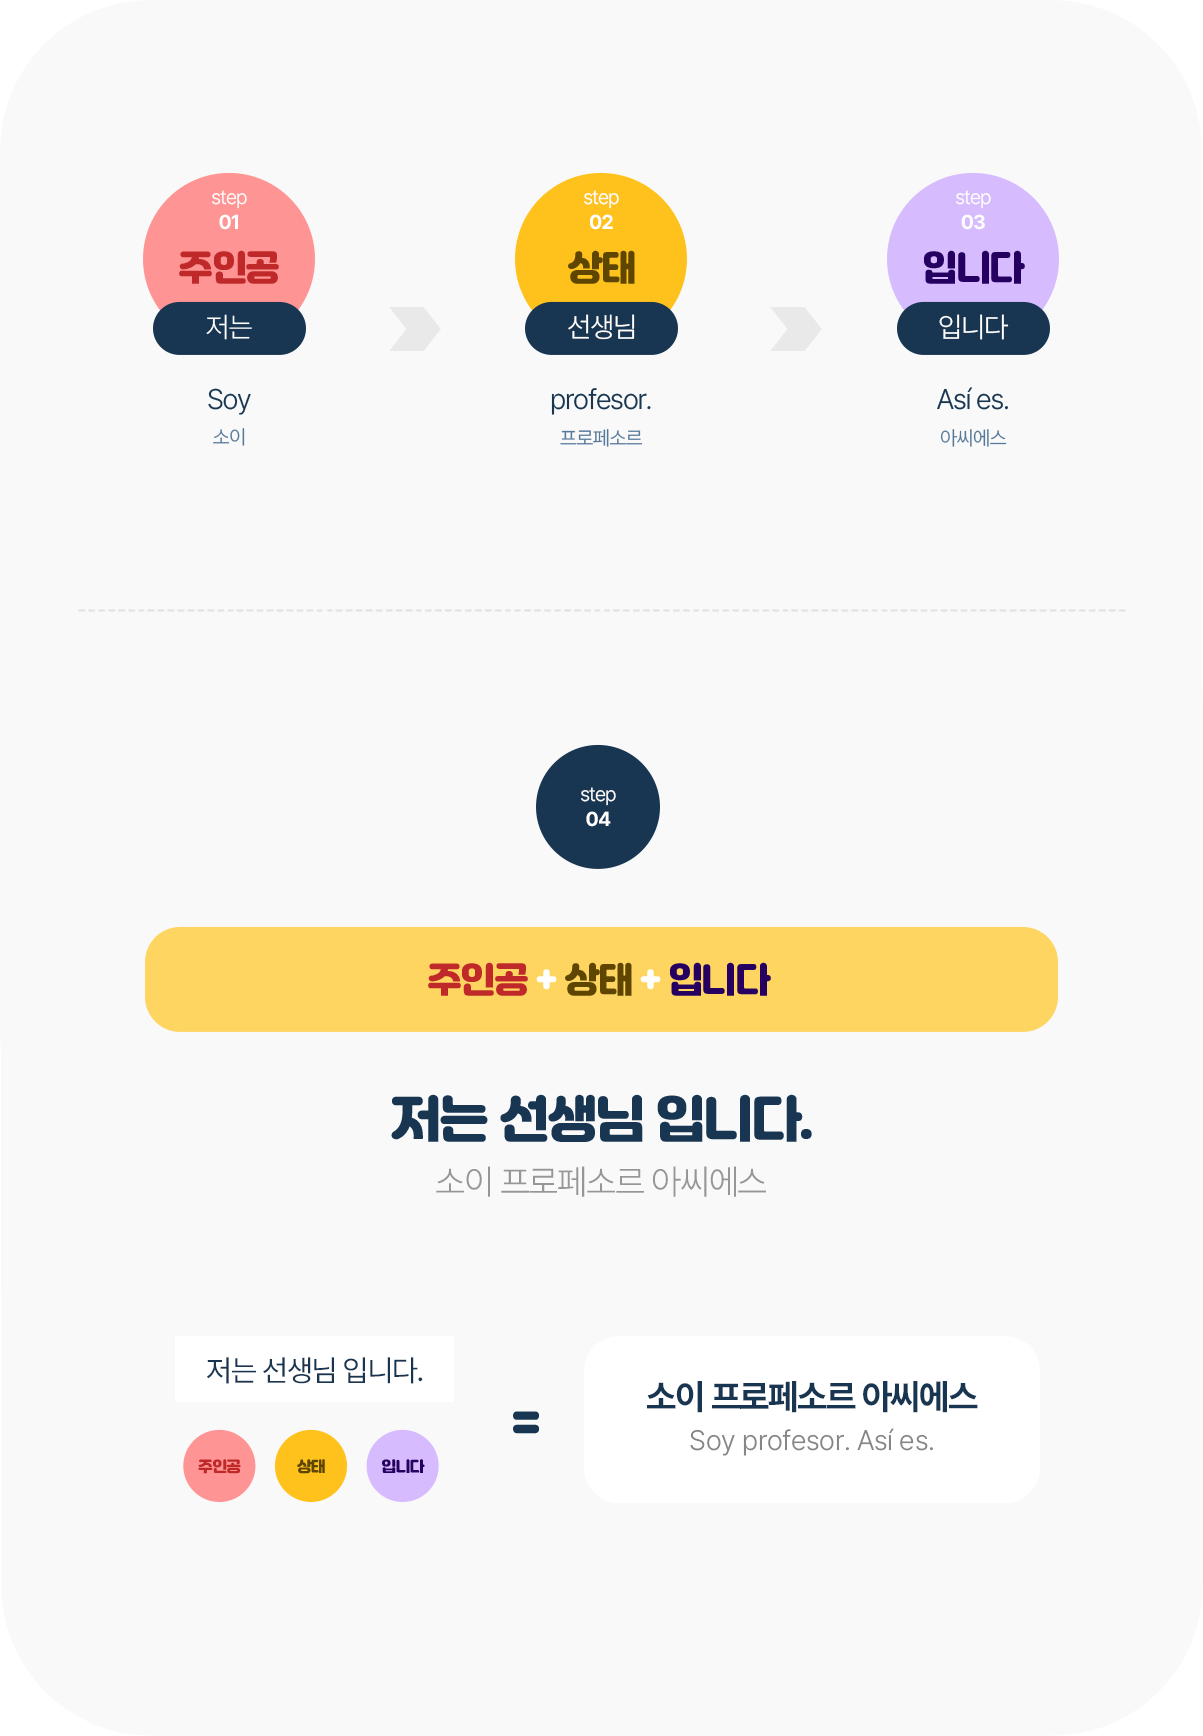 step
01
주인공
저는
Soy
소이
step
02
상태
선생님
profesor.
프로페소르
step
03
입니다
입니다
Así es.
아씨에스
step
04
주인공 + 상태 + 입니다
저는 선생님 입니다.
소이 프로페소르 아씨에스
저는 선생님 입니다.
주인공 상태 입니다
=
소이 프로페소르 아씨에스
Soy profesor. Así es.